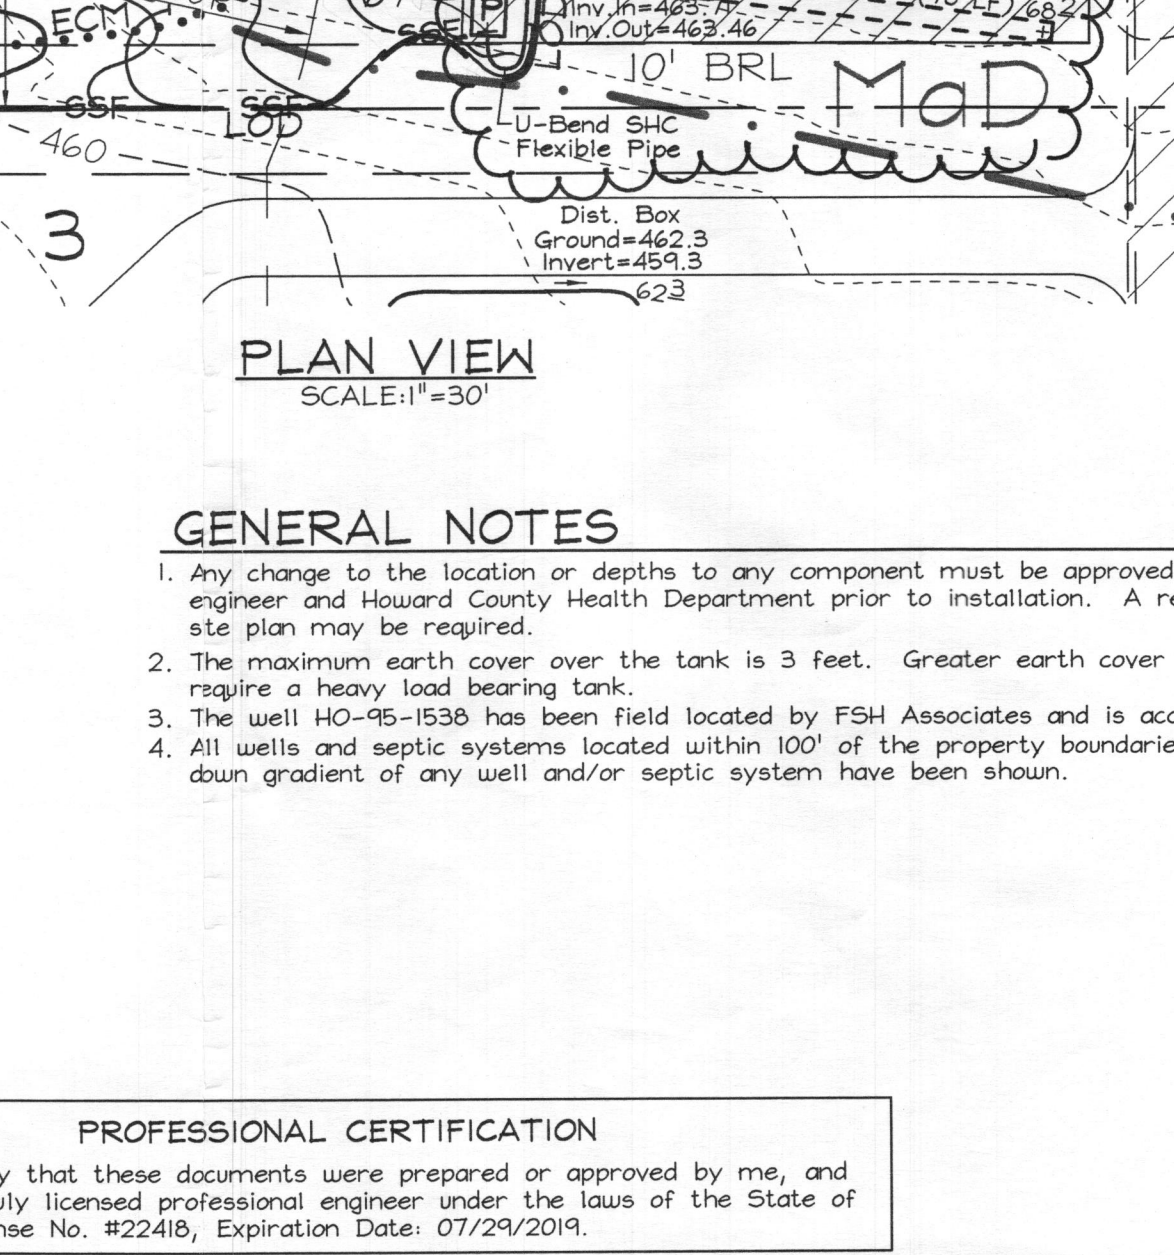 ECM
SSF
P
Inv.Out=463.46
10' BRL
MaD
SSF
SSF
LOD
460
U-Bend SHC
Flexible Pipe
3
Dist. Box
Ground=462.3
Invert=459.3
623
PLAN VIEW
SCALE:1"=30'
GENERAL NOTES
1. Any change to the location or depths to any component must be approved
engineer and Howard County Health Department prior to installation. A re
ste plan may be required.
2. The maximum earth cover over the tank is 3 feet. Greater earth cover
require a heavy load bearing tank.
3. The well HO-95-1538 has been field located by FSH Associates and is acc
4. All wells and septic systems located within 100' of the property boundarie
down gradient of any well and/or septic system have been shown.
PROFESSIONAL CERTIFICATION
y that these documents were prepared or approved by me, and
uly licensed professional engineer under the laws of the State of
nse No. #22418, Expiration Date: 07/29/2019.